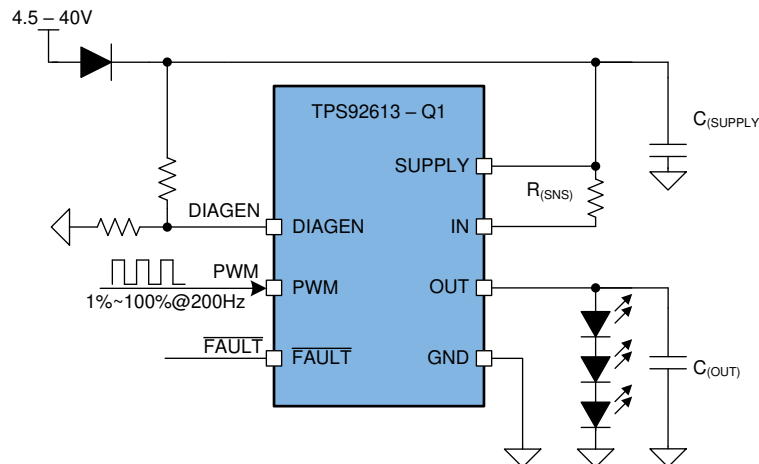 4.5 – 40V
TPS92613 – Q1
C(SUPPLY
SUPPLY
R(SNS)
DIAGEN
DIAGEN
IN
PWM
PWM
OUT
1%~100%@200Hz
FAULT
FAULT
GND
C(OUT)